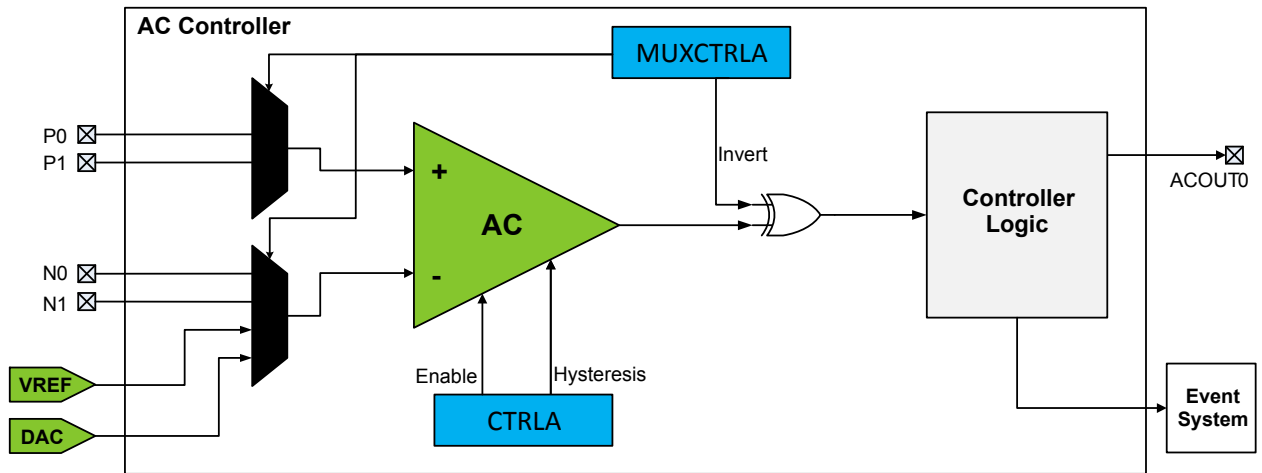 AC Controller
MUXCTRLA
P0
P1
Invert
+
AC
-
Controller
Logic
ACOUT0
N0
N1
VREF
DAC
Enable
Hysteresis
CTRLA
Event
System